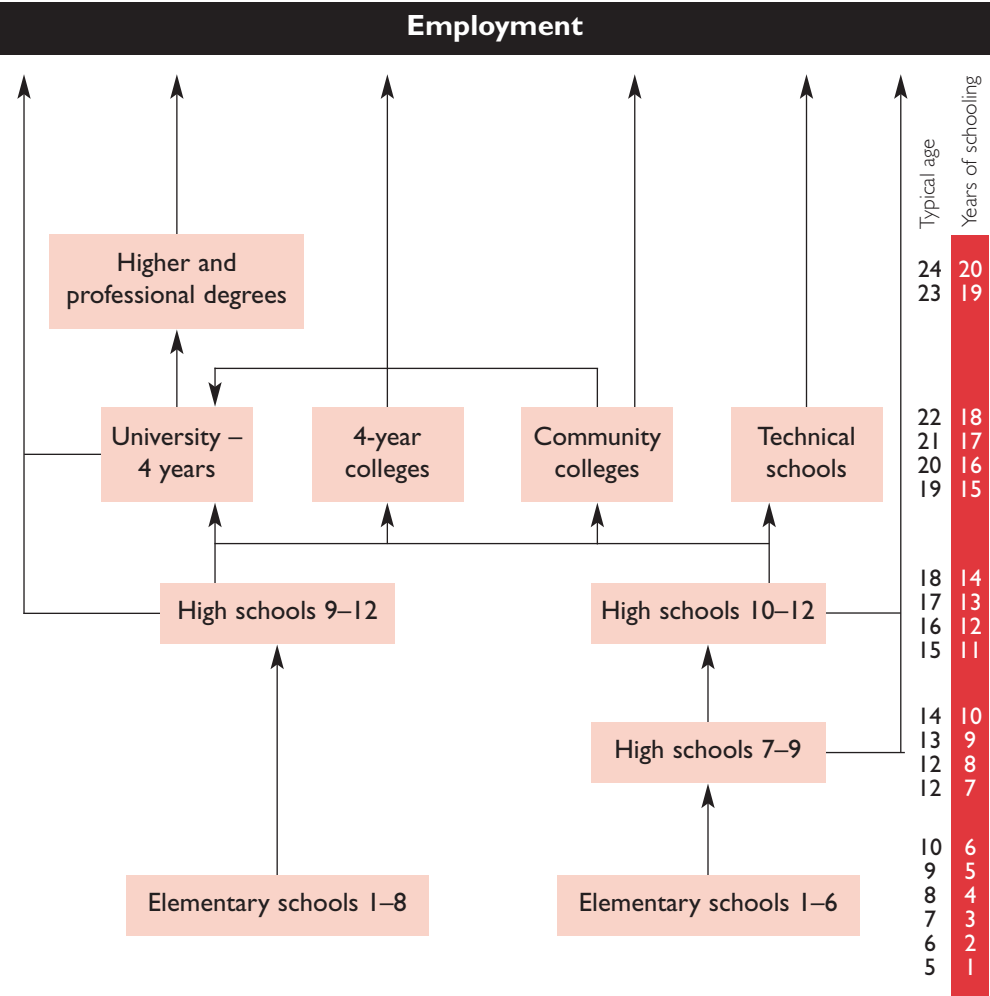 Employment
Typical age
Years of schooling
Higher and
professional degrees
24 20
23 19
University –
4 years
4-year
colleges
Community
colleges
Technical
schools
22 18
21 17
20 16
19 15
High schools 9–12
High schools 10–12
18 14
17 13
16 12
15 11
High schools 7–9
14 10
13 9
12 8
12 7
Elementary schools 1–8
Elementary schools 1–6
10 6
9 5
8 4
7 3
6 2
5 1